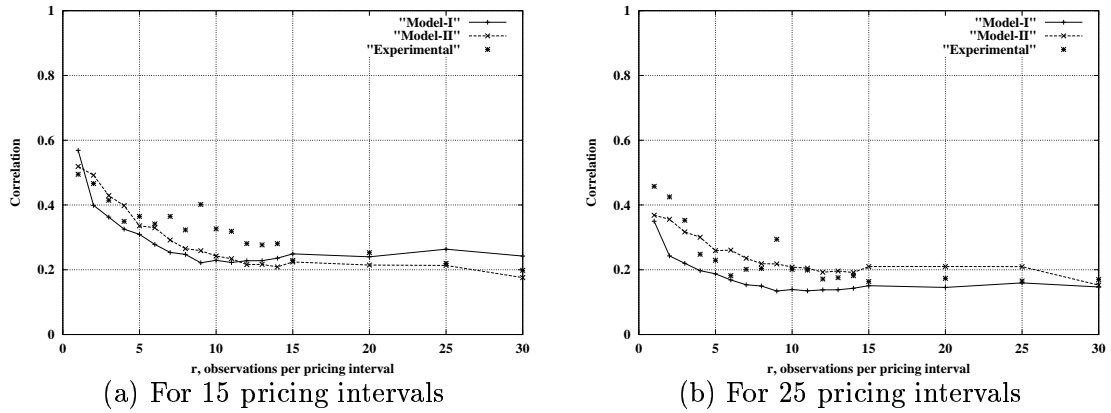 1
0.8
0.6
0.4
0.2
0
Correlation
"Model-I"
"Model-II"
"Experimental"
0 5 10 15 20 25 30
r, observations per pricing interval
(a) For 15 pricing intervals
1
0.8
0.6
0.4
0.2
0
Correlation
"Model-I"
"Model-II"
"Experimental"
0 5 10 15 20 25 30
r, observations per pricing interval
(b) For 25 pricing intervals